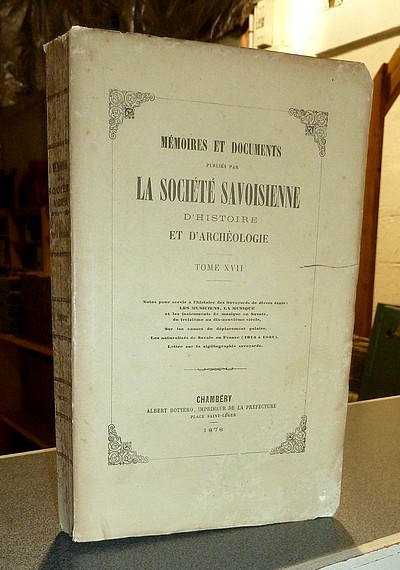 MÉMOIRES ET DOCUMENTS
PUBLIÉS PAR
LA SOCIÉTÉ SAVOISIENNE
D'HISTOIRE
ET D'ARCHÉOLOGIE
TOME XVII
Notes pour servir à l'histoire des Savoyards de divers états :
LES MUSICIENS, LA MUSIQUE
et les instruments de musique en Savoie,
du treizième au dix-neuvième siècle,
Sur les causes du déplacement polaire.
Les naturalisés de Savoie en France
Lettre sur la sigillographie savoyarde.
CHAMBÉRY
ALBERT BOTTERO, IMPRIMEUR DE LA PRÉFECTURE
PLACE SAINT-LÉGER
1878